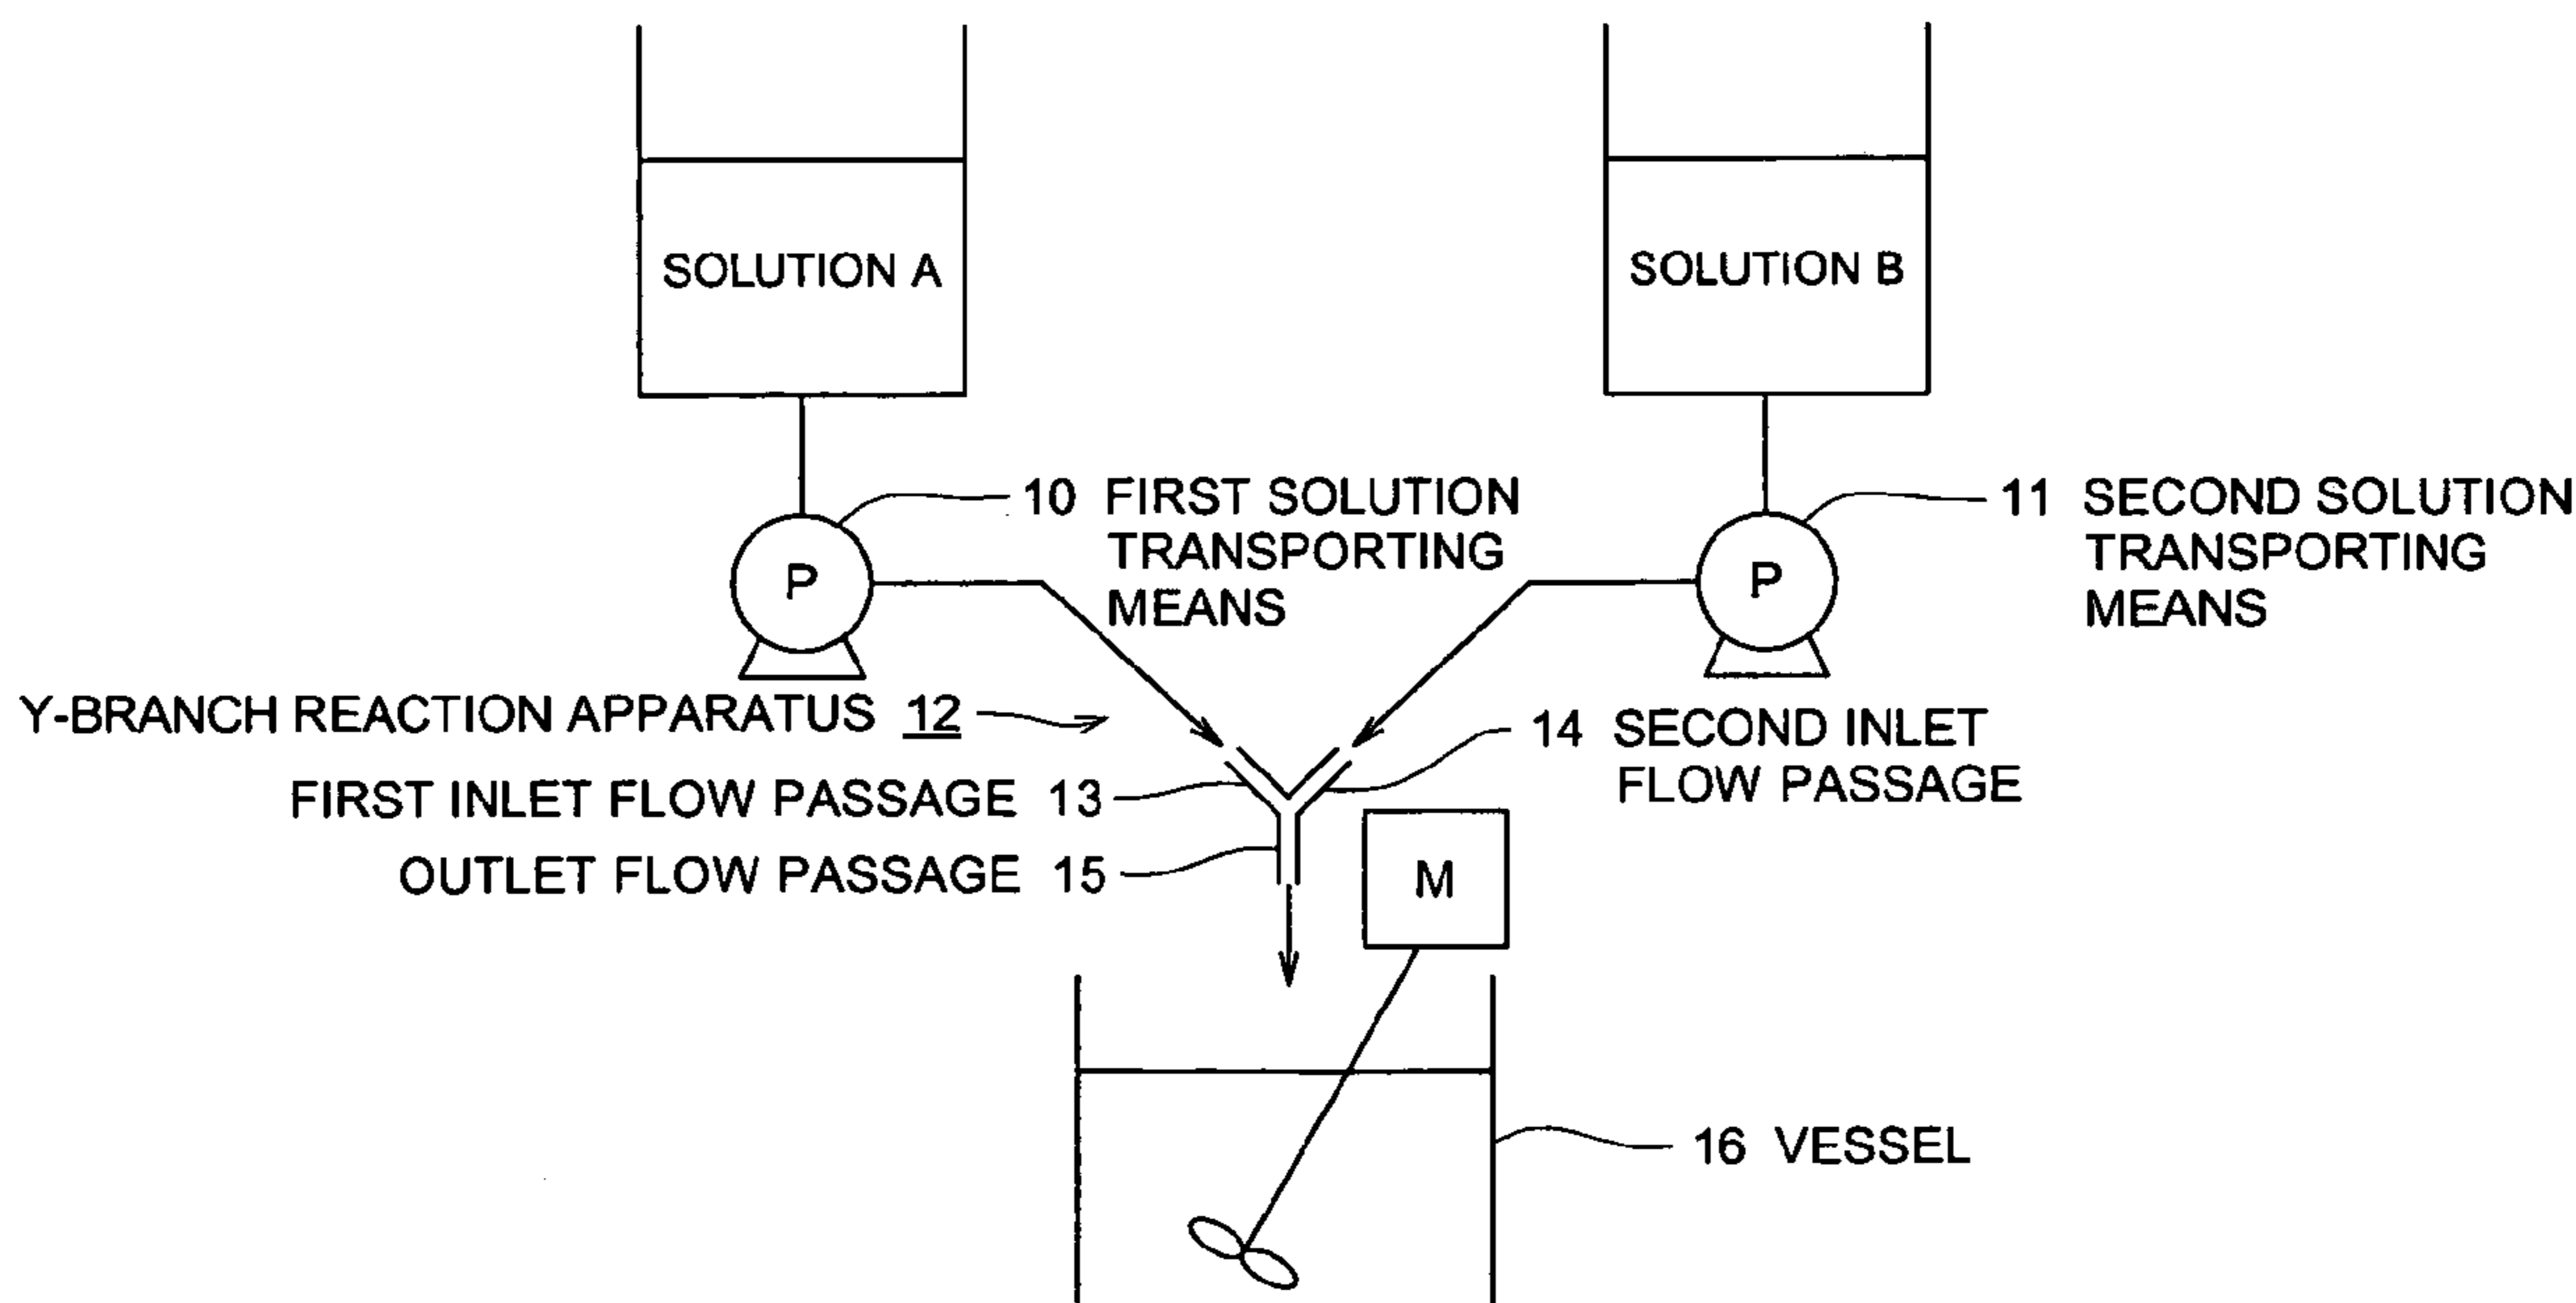 SOLUTION A
SOLUTION B
10 FIRST SOLUTION
TRANSPORTING
MEANS
11 SECOND SOLUTION
TRANSPORTING
MEANS
P
P
Y-BRANCH REACTION APPARATUS 12
14 SECOND INLET
FLOW PASSAGE
FIRST INLET FLOW PASSAGE 13
OUTLET FLOW PASSAGE 15
M
16 VESSEL